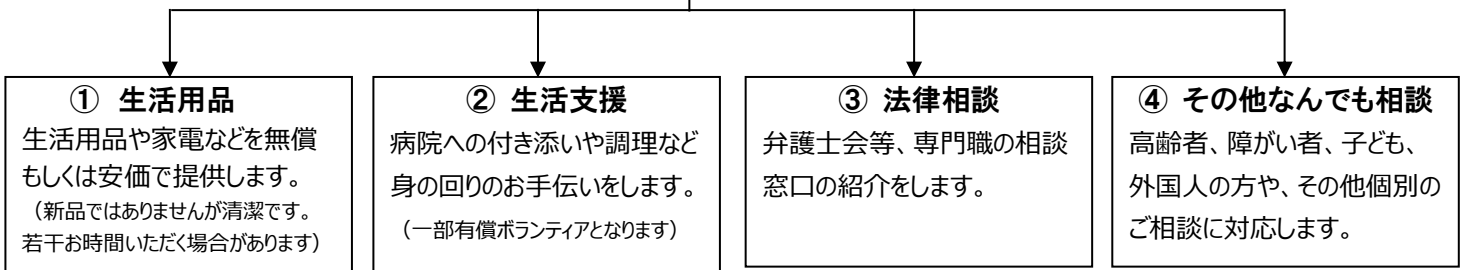 ① 生活用品
生活用品や家電などを無償
もしくは安価で提供します。
（新品ではありませんが清潔です。
若干お時間いただく場合があります）
② 生活支援
病院への付き添いや調理など
身の回りのお手伝いをします。
（一部有償ボランティアとなります）
③ 法律相談
弁護士会等、専門職の相談
窓口の紹介をします。
④ その他なんでも相談
高齢者、障がい者、子ども、
外国人の方や、その他個別の
ご相談に対応します。